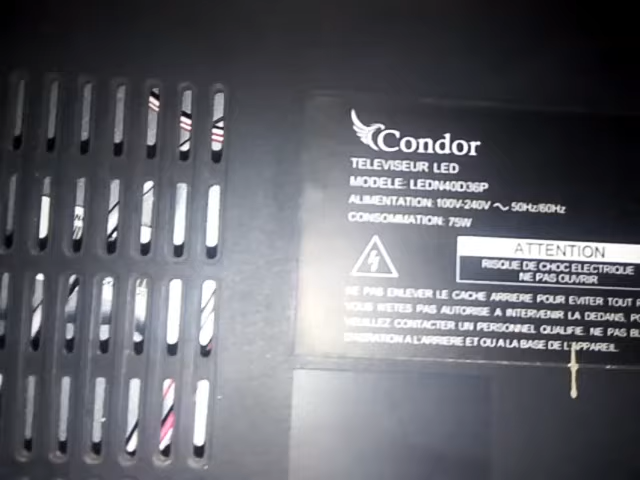 Condor
TELEVISEUR LED
MODELE: LEDN40D36P
ALIMENTATION: 100V-240V ~ 50Hz/60Hz
CONSOMMATION: 75W
ATTENTION
RISQUE DE CHOC ELECTRIQUE
NE PAS OUVRIR
NE PAS ENLEVER LE CACHE ARRIERE POUR EVITER TOUT
VOUS N'ETES PAS AUTORISE A INTERVENIR LA DEDANS,
VEUILLEZ CONTACTER UN PERSONNEL QUALIFIE. NE PAS
D'AERATION A L'ARRIERE ET OU A LA BASE DE L'APPAREIL.